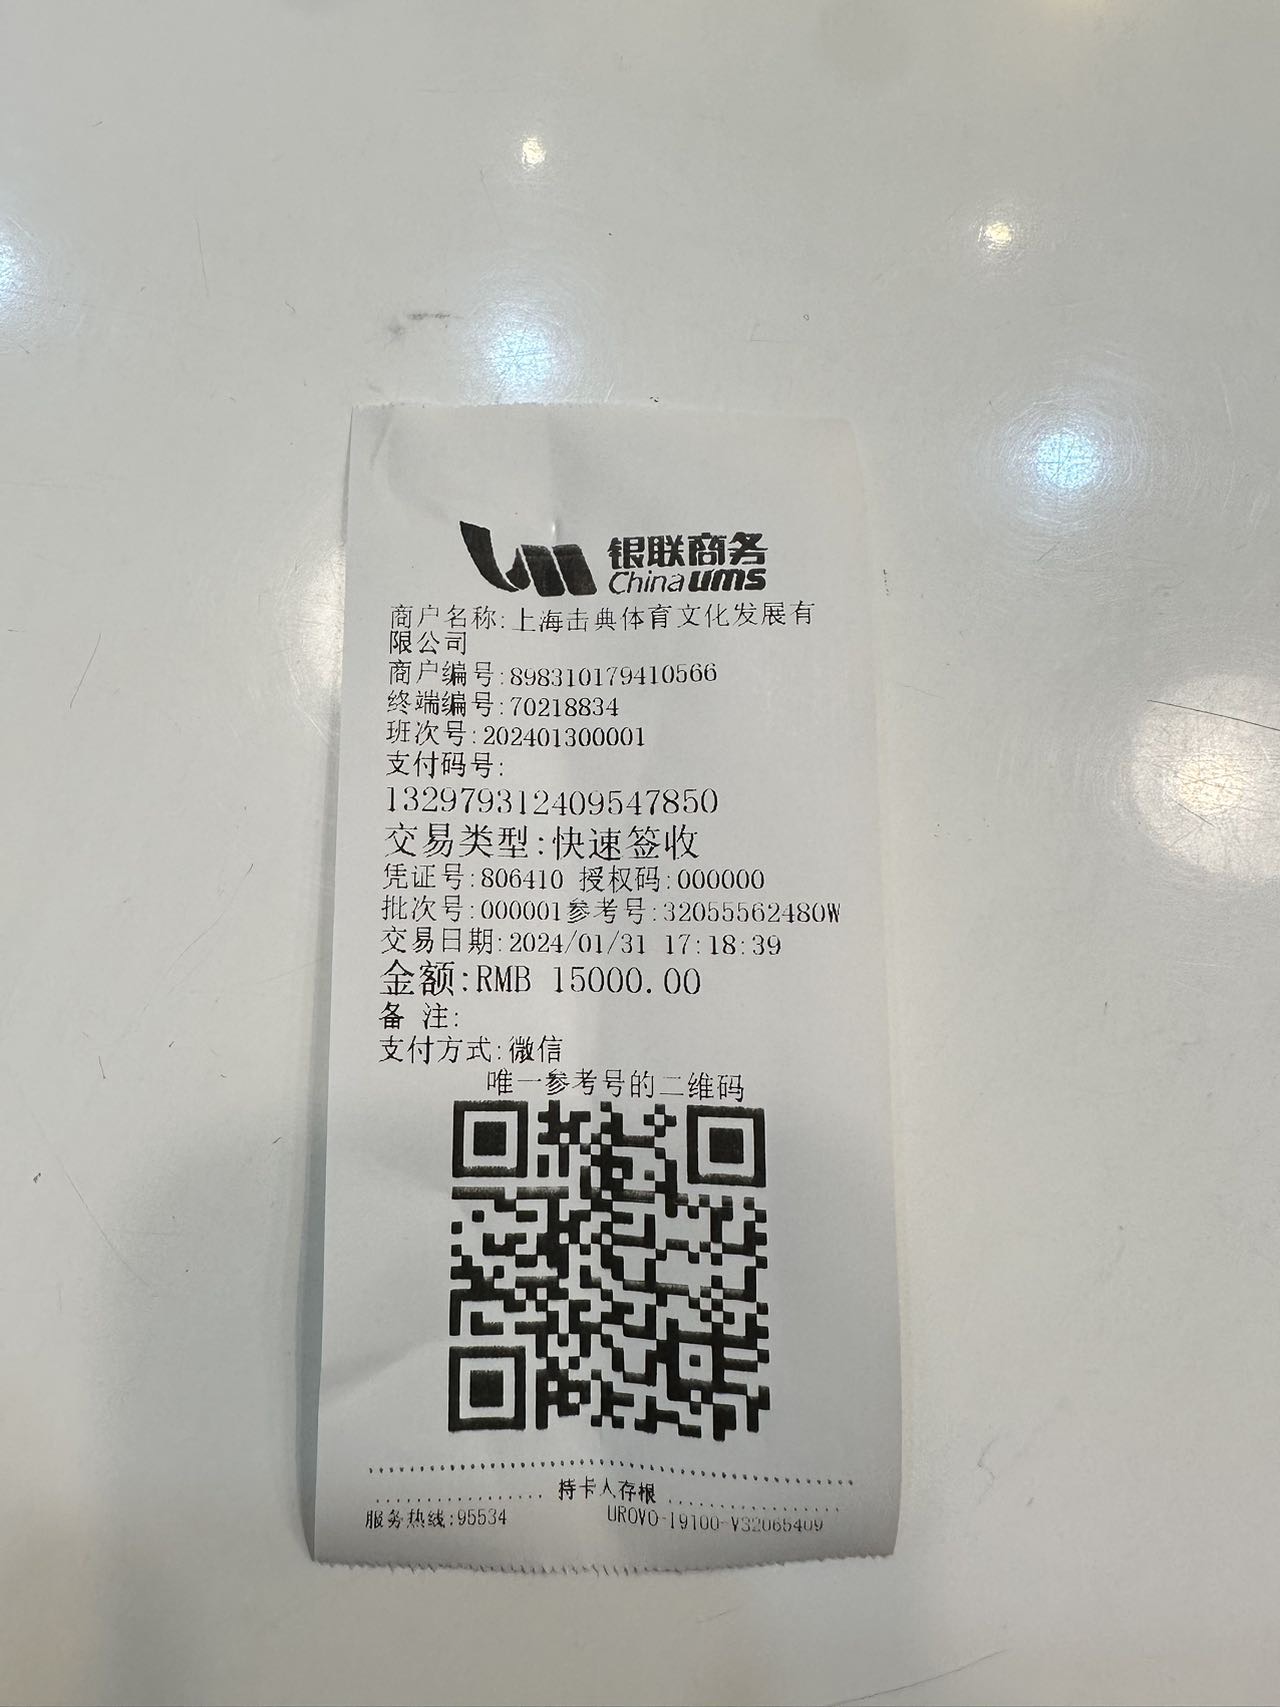 银联商务
Chinaums
商户名称:上海击典体育文化发展有
限公司
商户编号:898310179410566
终端编号:70218834
班次号:202401300001
支付码号:
132979312409547850
交易类型:快速签收
凭证号:806410 授权码:000000
批次号:000001参考号:32055562480W
交易日期:2024/01/31 17:18:39
金额:RMB 15000.00
备 注:
支付方式:微信
唯一参考号的二维码
持卡人存根
服务热线:95534 UROVO-I9100-V32065409